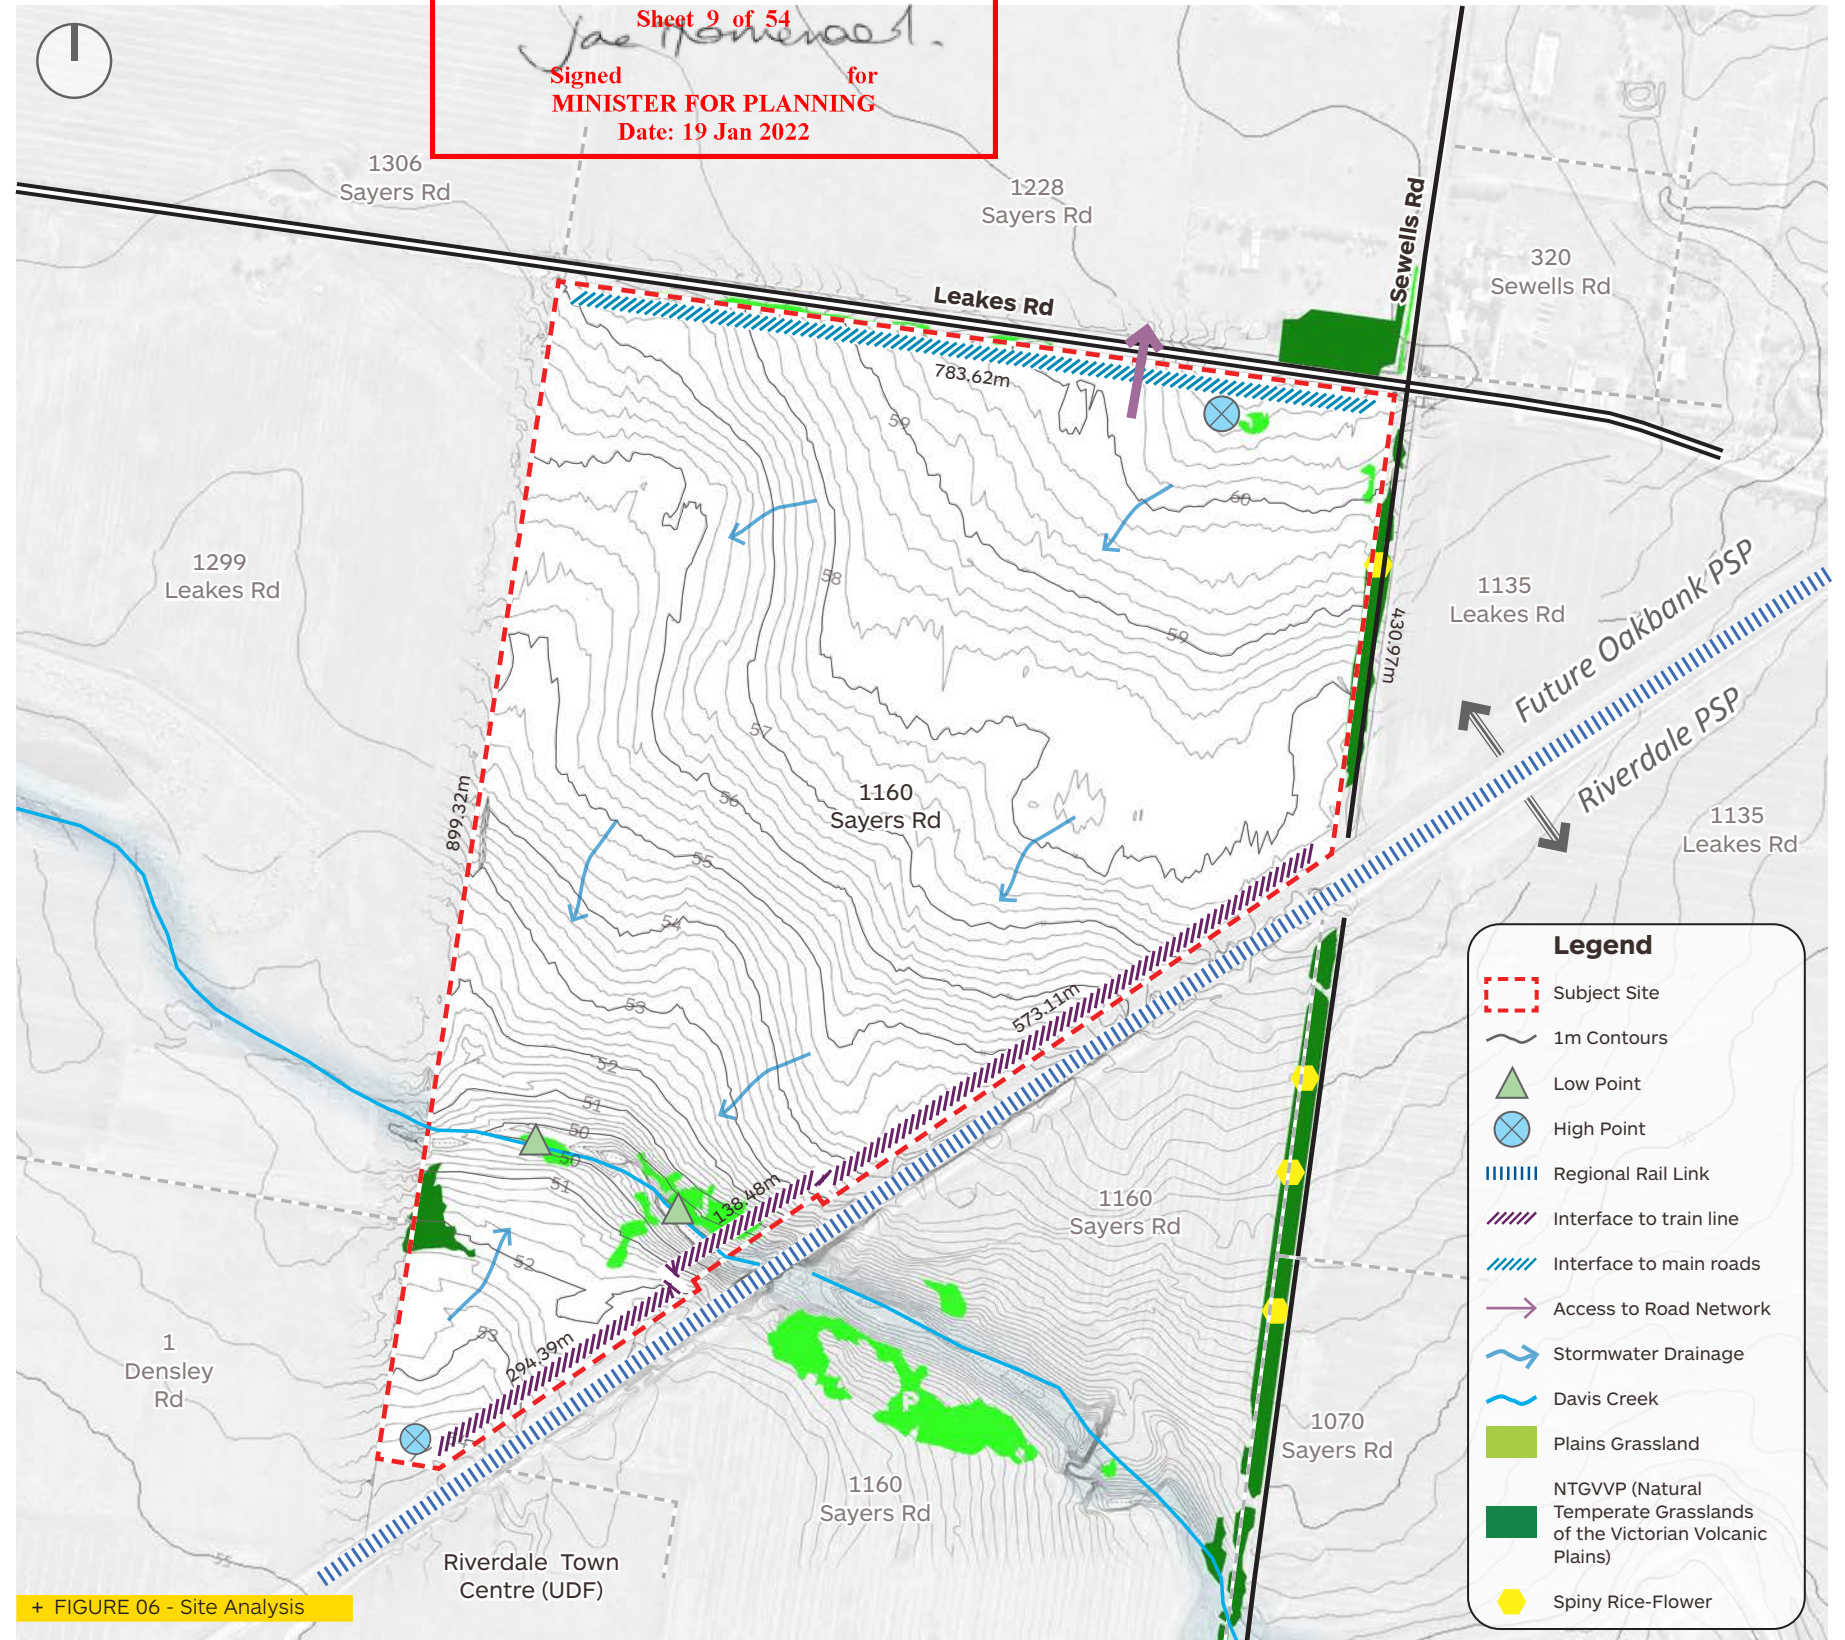 Sheet 9 of 54
Signed for
MINISTER FOR PLANNING
Date: 19 Jan 2022
1306
Sayers Rd
1228
Sayers Rd
Sewells Rd
320
Sewells Rd
Leakes Rd
783.62m
59
60
1299
Leakes Rd
58
59
430.97m
1135
Leakes Rd
Future Oakbank PSP
Riverdale PSP
57
56
1160
Sayers Rd
899.32m
55
54
1135
Leakes Rd
53
573.11m
52
51
50
50
51
138.48m
52
1160
Sayers Rd
53
294.39m
1
Densley
Rd
1070
Sayers Rd
1160
Sayers Rd
55
Riverdale Town
Centre (UDF)
+ FIGURE 06 - Site Analysis
Legend
Subject Site
1m Contours
Low Point
High Point
Regional Rail Link
Interface to train line
Interface to main roads
Access to Road Network
Stormwater Drainage
Davis Creek
Plains Grassland
NTGVVP (Natural
Temperate Grasslands
of the Victorian Volcanic
Plains)
Spiny Rice-Flower